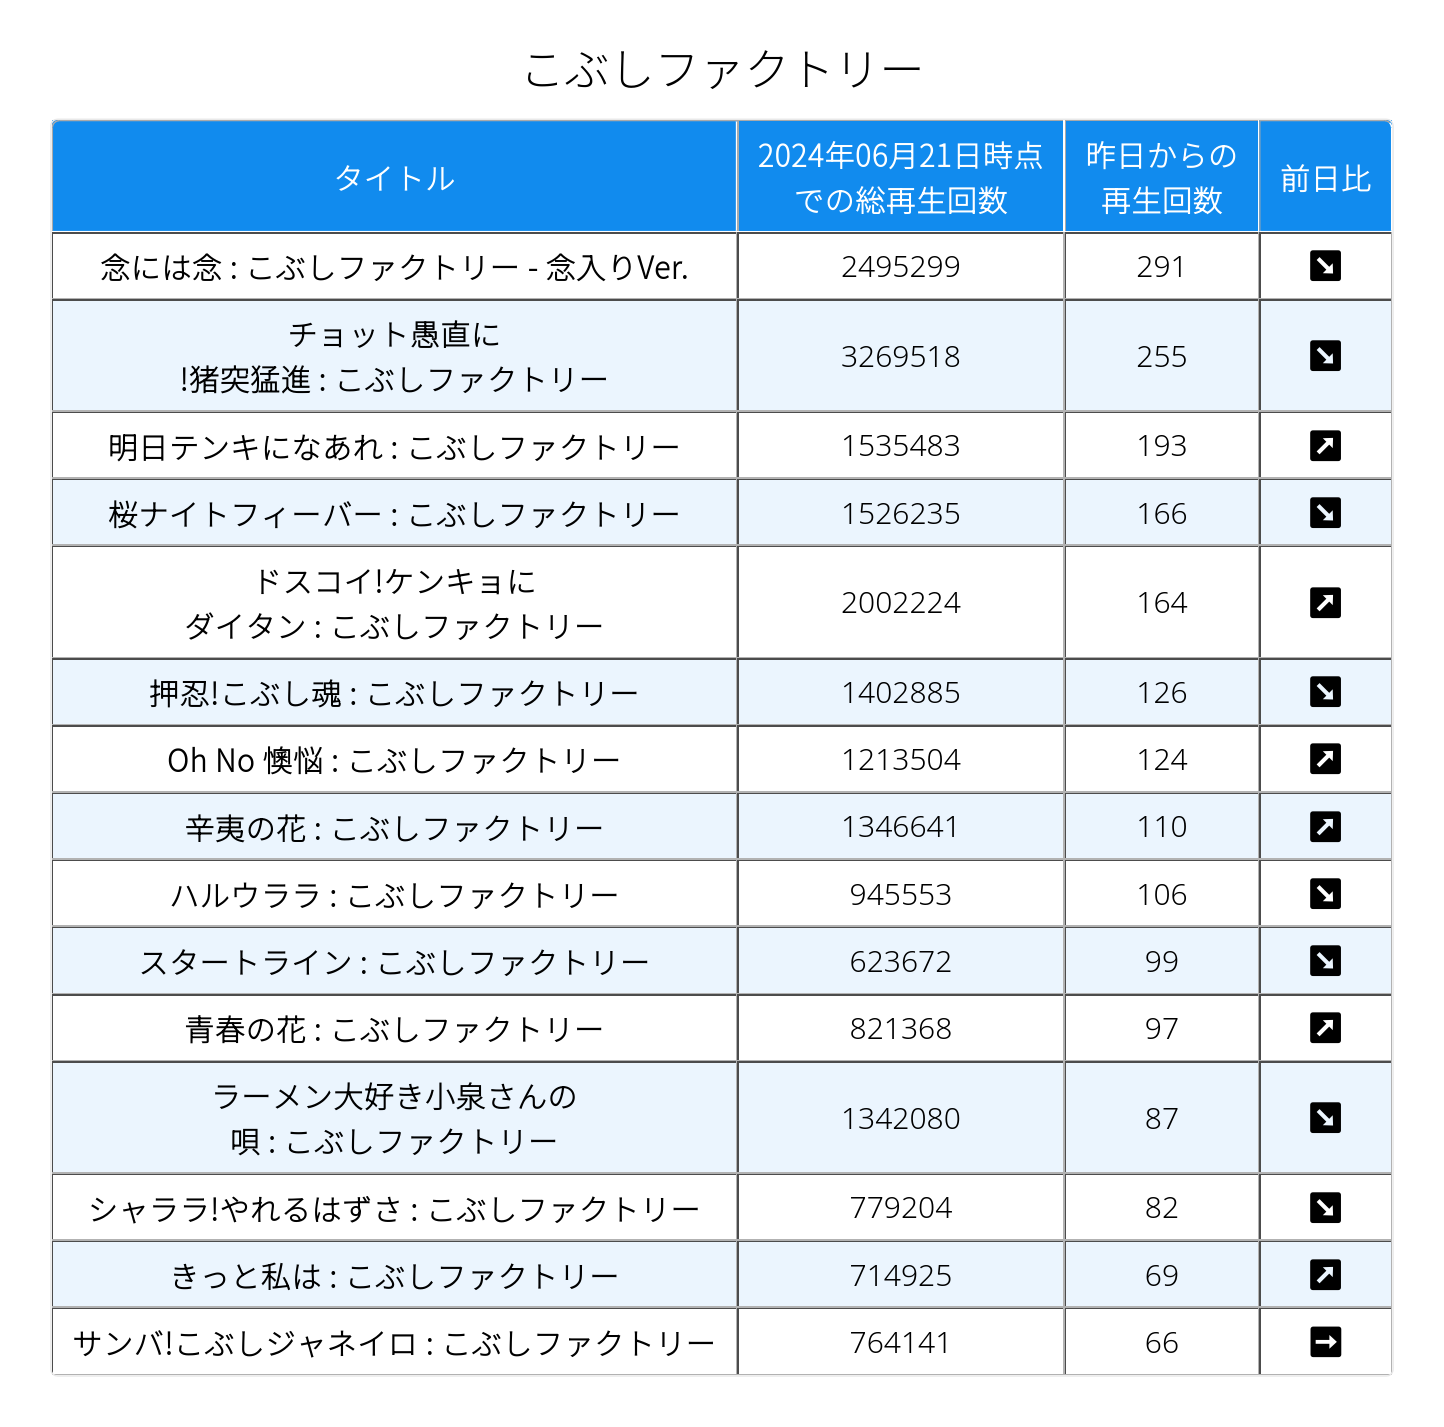 こぶしファクトリー
タイトル
2024年06月21日時点
での総再生回数
昨日からの
再生回数
前日比
念には念 : こぶしファクトリー - 念入りVer.
2495299
291
↘
チョット愚直に
!猪突猛進 : こぶしファクトリー
3269518
255
↘
明日テンキになあれ : こぶしファクトリー
1535483
193
↗
桜ナイトフィーバー : こぶしファクトリー
1526235
166
↘
ドスコイ!ケンキョに
ダイタン : こぶしファクトリー
2002224
164
↗
押忍!こぶし魂 : こぶしファクトリー
1402885
126
↘
Oh No 懊悩 : こぶしファクトリー
1213504
124
↗
辛夷の花 : こぶしファクトリー
1346641
110
↗
ハルウララ : こぶしファクトリー
945553
106
↘
スタートライン : こぶしファクトリー
623672
99
↘
青春の花 : こぶしファクトリー
821368
97
↗
ラーメン大好き小泉さんの
唄 : こぶしファクトリー
1342080
87
↘
シャララ!やれるはずさ : こぶしファクトリー
779204
82
↘
きっと私は : こぶしファクトリー
714925
69
↗
サンバ!こぶしジャネイロ : こぶしファクトリー
764141
66
→